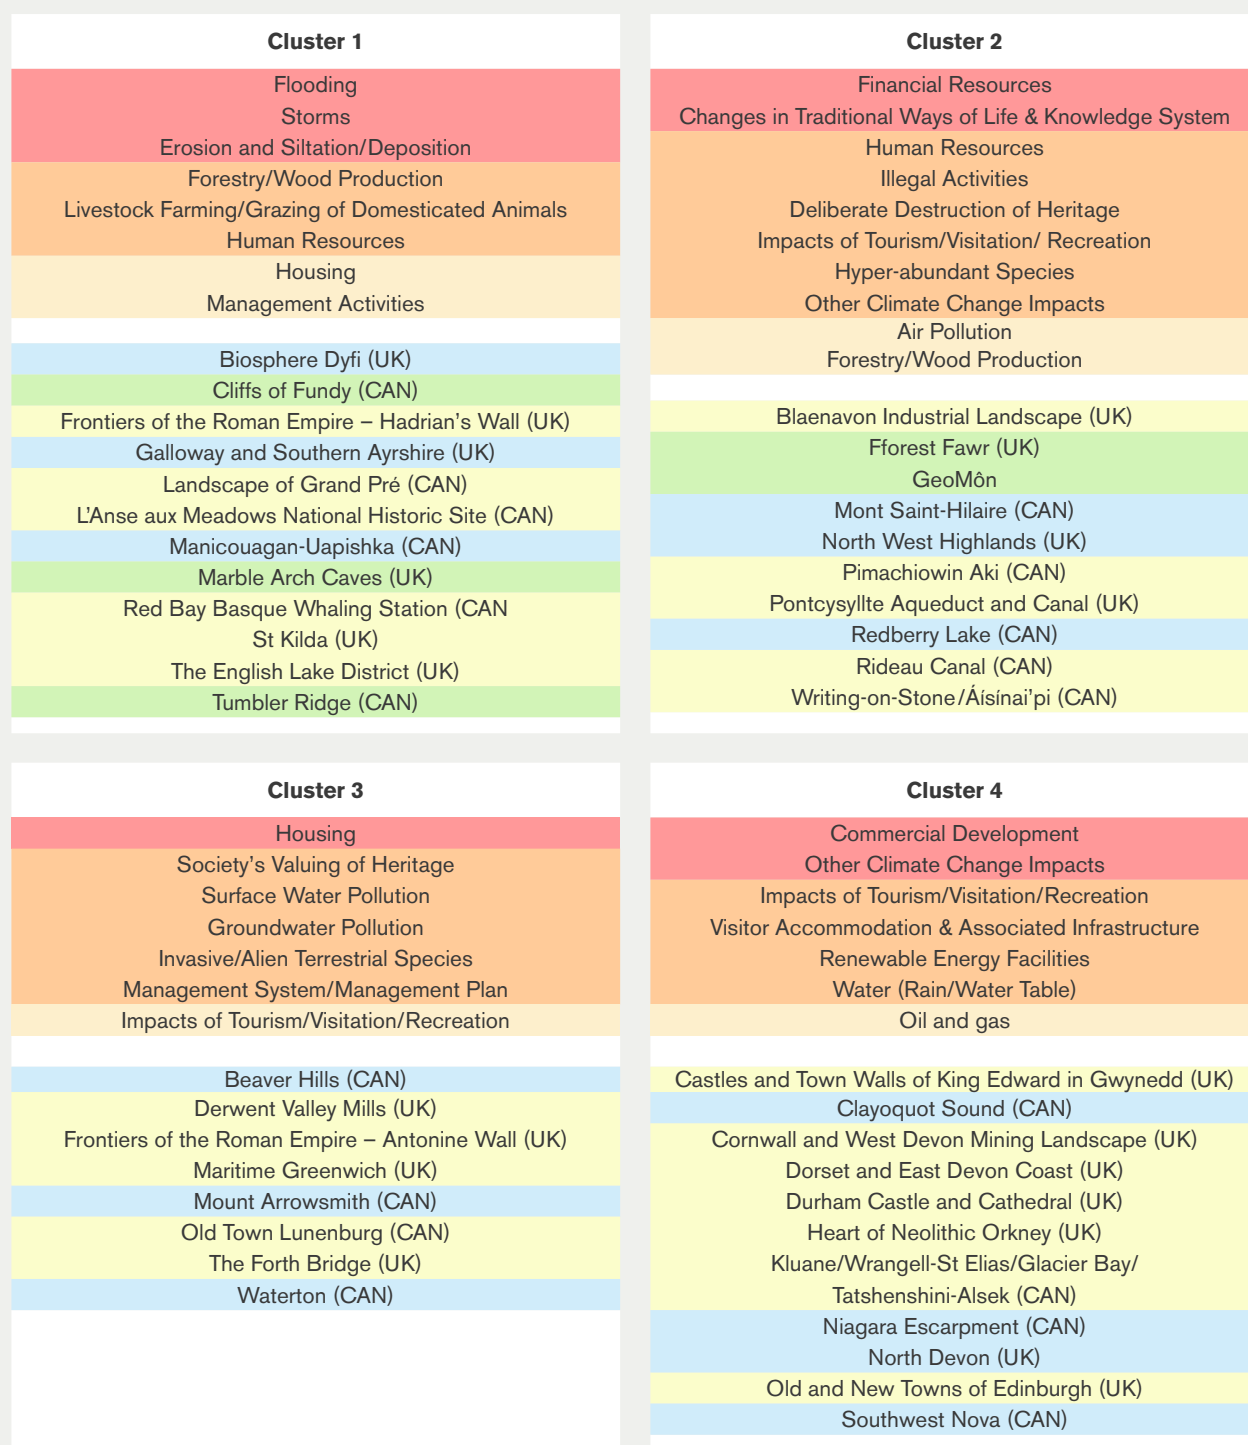 Cluster 1
Flooding
Storms
Erosion and Siltation/Deposition
Forestry/Wood Production
Livestock Farming/Grazing of Domesticated Animals
Human Resources
Housing
Management Activities
Biosphere Dyfi (UK)
Cliffs of Fundy (CAN)
Frontiers of the Roman Empire – Hadrian’s Wall (UK)
Galloway and Southern Ayrshire (UK)
Landscape of Grand Pré (CAN)
L’Anse aux Meadows National Historic Site (CAN)
Manicouagan-Uapishka (CAN)
Marble Arch Caves (UK)
Red Bay Basque Whaling Station (CAN
St Kilda (UK)
The English Lake District (UK)
Tumbler Ridge (CAN)
Cluster 2
Financial Resources
Changes in Traditional Ways of Life & Knowledge System
Human Resources
Illegal Activities
Deliberate Destruction of Heritage
Impacts of Tourism/Visitation/ Recreation
Hyper-abundant Species
Other Climate Change Impacts
Air Pollution
Forestry/Wood Production
Blaenavon Industrial Landscape (UK)
Fforest Fawr (UK)
GeoMôn
Mont Saint-Hilaire (CAN)
North West Highlands (UK)
Pimachiowin Aki (CAN)
Pontcysyllte Aqueduct and Canal (UK)
Redberry Lake (CAN)
Rideau Canal (CAN)
Writing-on-Stone/Áísínai’pi (CAN)
Cluster 3
Housing
Society’s Valuing of Heritage
Surface Water Pollution
Groundwater Pollution
Invasive/Alien Terrestrial Species
Management System/Management Plan
Impacts of Tourism/Visitation/Recreation
Beaver Hills (CAN)
Derwent Valley Mills (UK)
Frontiers of the Roman Empire – Antonine Wall (UK)
Maritime Greenwich (UK)
Mount Arrowsmith (CAN)
Old Town Lunenburg (CAN)
The Forth Bridge (UK)
Waterton (CAN)
Cluster 4
Commercial Development
Other Climate Change Impacts
Impacts of Tourism/Visitation/Recreation
Visitor Accommodation & Associated Infrastructure
Renewable Energy Facilities
Water (Rain/Water Table)
Oil and gas
Castles and Town Walls of King Edward in Gwynedd (UK)
Clayoquot Sound (CAN)
Cornwall and West Devon Mining Landscape (UK)
Dorset and East Devon Coast (UK)
Durham Castle and Cathedral (UK)
Heart of Neolithic Orkney (UK)
Kluane/Wrangell-St Elias/Glacier Bay/
Tatshenshini-Alsek (CAN)
Niagara Escarpment (CAN)
North Devon (UK)
Old and New Towns of Edinburgh (UK)
Southwest Nova (CAN)